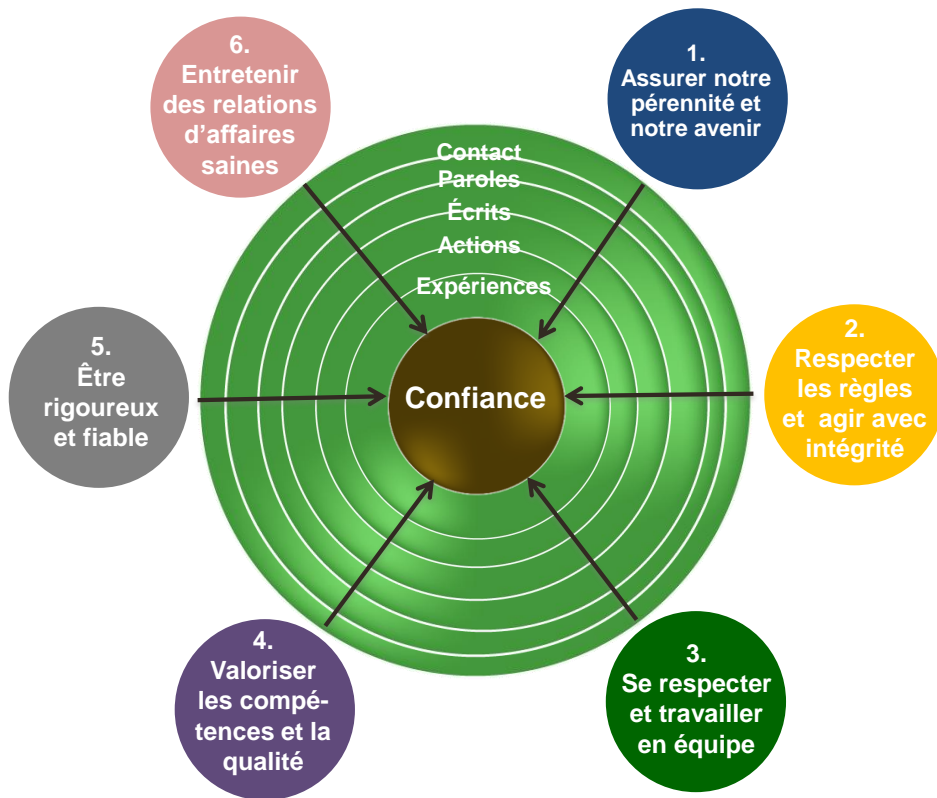 6.
Entretenir
des relations
d'affaires
saines
1.
Assurer notre
pérennité et
notre avenir
Contact
Paroles
Écrits
Actions
Expériences
Confiance
5.
Être
rigoureux
et fiable
2.
Respecter
les règles
et agir avec
intégrité
4.
Valoriser
les compé-
tences et la
qualité
3.
Se respecter
et travailler
en équipe